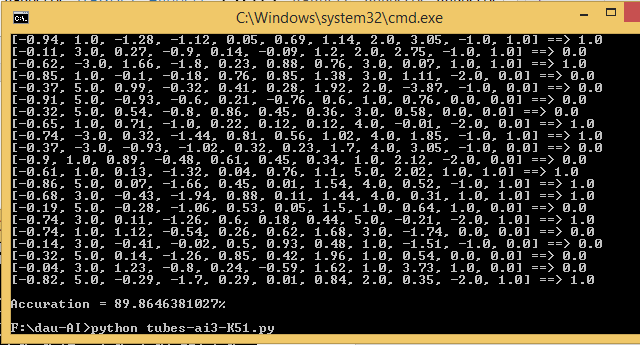 C:\Windows\system32\cmd.exe
[-0.94, 1.0, -1.28, -1.12, 0.05, 0.69, 1.14, 2.0, 3.05, -1.0, 1.0] ==> 1.0
[-0.11, 3.0, 0.27, -0.9, 0.14, -0.09, 1.2, 2.0, 2.75, -1.0, 1.0] ==> 0.0
[-0.62, -3.0, 1.66, -1.8, 0.23, 0.88, 0.76, 3.0, 0.07, 1.0, 1.0] ==> 1.0
[-0.85, 1.0, -0.1, -0.18, 0.76, 0.85, 1.38, 3.0, 1.11, -2.0, 0.0] ==> 0.0
[-0.37, 5.0, 0.99, -0.32, 0.41, 0.28, 1.92, 2.0, -3.87, -1.0, 0.0] ==> 0.0
[-0.91, 5.0, -0.93, -0.6, 0.21, -0.76, 0.6, 1.0, 0.76, 0.0, 0.0] ==> 0.0
[-0.32, 5.0, 0.54, -0.8, 0.86, 0.45, 0.36, 3.0, 0.58, 0.0, 0.0] ==> 0.0
[-0.65, 1.0, 0.71, -1.0, 0.22, 0.12, 0.12, 4.0, -0.01, -2.0, 0.0] ==> 1.0
[-0.74, -3.0, 0.32, -1.44, 0.81, 0.56, 1.02, 4.0, 1.85, -1.0, 1.0] ==> 1.0
[-0.37, -3.0, -0.93, -1.02, 0.32, 0.23, 1.7, 4.0, 3.05, -1.0, 0.0] ==> 0.0
[-0.9, 1.0, 0.89, -0.48, 0.61, 0.45, 0.34, 1.0, 2.12, -2.0, 0.0] ==> 0.0
[-0.61, 1.0, 0.13, -1.32, 0.04, 0.76, 1.1, 5.0, 2.02, 1.0, 1.0] ==> 1.0
[-0.86, 5.0, 0.07, -1.66, 0.45, 0.01, 1.54, 4.0, 0.52, -1.0, 1.0] ==> 1.0
[-0.68, 3.0, -0.43, -1.94, 0.88, 0.11, 1.44, 4.0, 0.31, 1.0, 1.0] ==> 1.0
[-0.19, 5.0, -0.28, -1.06, 0.53, 0.05, 1.5, 1.0, 0.64, 1.0, 0.0] ==> 0.0
[-0.74, 3.0, 0.11, -1.26, 0.6, 0.18, 0.44, 5.0, -0.21, -2.0, 1.0] ==> 1.0
[-0.74, 1.0, 1.12, -0.54, 0.26, 0.62, 1.68, 3.0, -1.74, 0.0, 0.0] ==> 0.0
[-0.14, 3.0, -0.41, -0.02, 0.5, 0.93, 0.48, 1.0, -1.51, -1.0, 0.0] ==> 0.0
[-0.32, 5.0, 0.14, -1.26, 0.85, 0.42, 1.96, 1.0, 0.54, 0.0, 0.0] ==> 0.0
[-0.04, 3.0, 1.23, -0.8, 0.24, -0.59, 1.62, 1.0, 3.73, 1.0, 0.0] ==> 0.0
[-0.82, 5.0, -0.29, -1.7, 0.29, 0.01, 0.84, 2.0, 0.35, -2.0, 1.0] ==> 1.0
Accuration = 89.8646381027%
F:\dau-AI>python tubes-ai3-K51.py